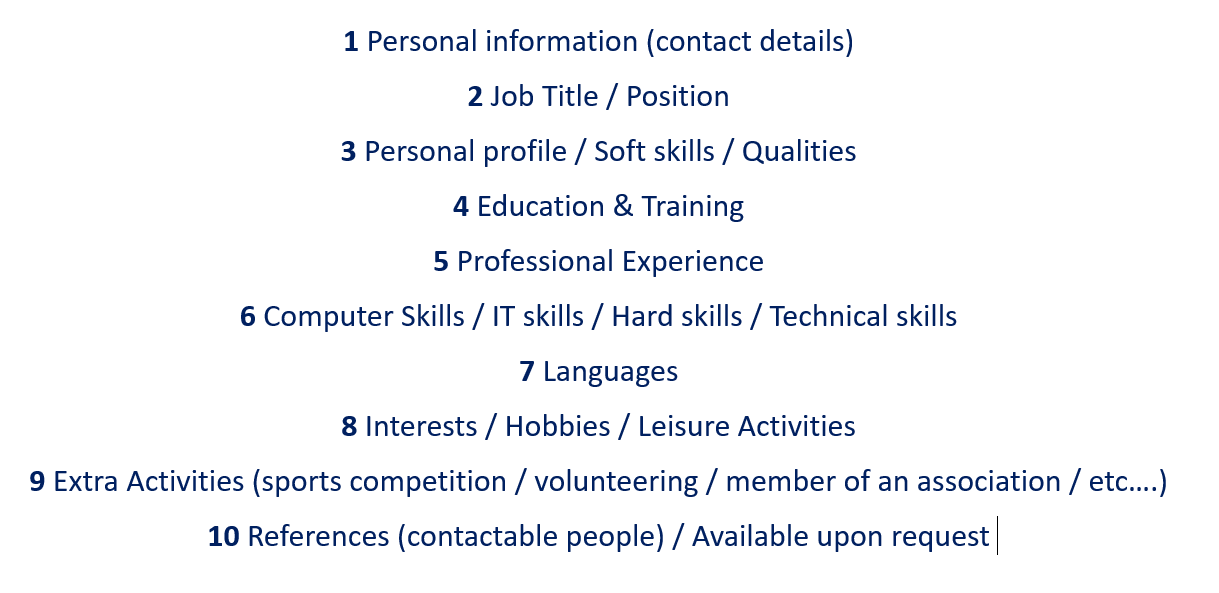 1 Personal information (contact details)
2 Job Title / Position
3 Personal profile / Soft skills / Qualities
4 Education & Training
5 Professional Experience
6 Computer Skills / IT skills / Hard skills / Technical skills
7 Languages
8 Interests / Hobbies / Leisure Activities
9 Extra Activities (sports competition / volunteering / member of an association / etc….)
10 References (contactable people) / Available upon request